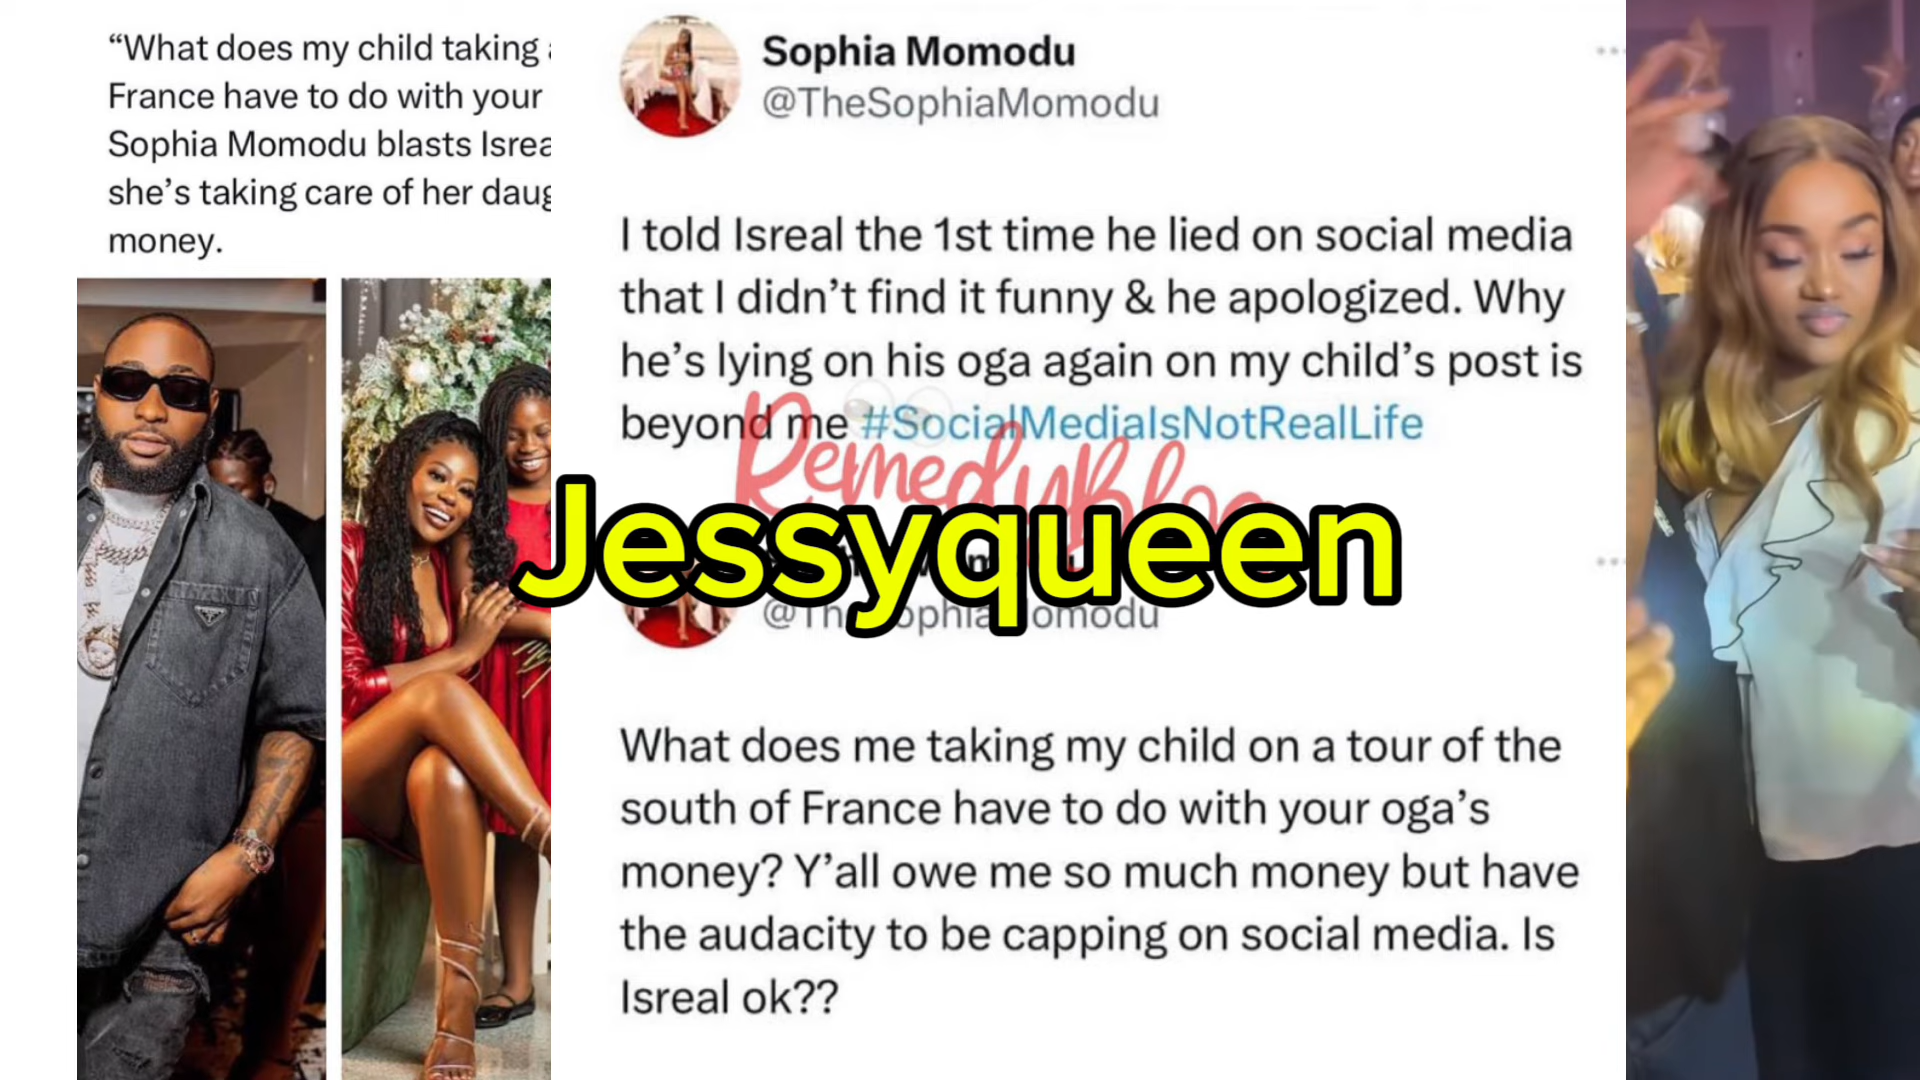 “What does my child taking
France have to do with your
Sophia Momodu blasts Isrea
she’s taking care of her daug
money.
Sophia Momodu
@TheSophiaMomodu
I told Isreal the 1st time he lied on social media
that I didn’t find it funny & he apologized. Why
he’s lying on his oga again on my child’s post is
beyond me #SocialMediaIsNotRealLife
RemedyBlog
Jessyqueen
@TheSophiaMomodu
What does me taking my child on a tour of the
south of France have to do with your oga’s
money? Y’all owe me so much money but have
the audacity to be capping on social media. Is
Isreal ok??